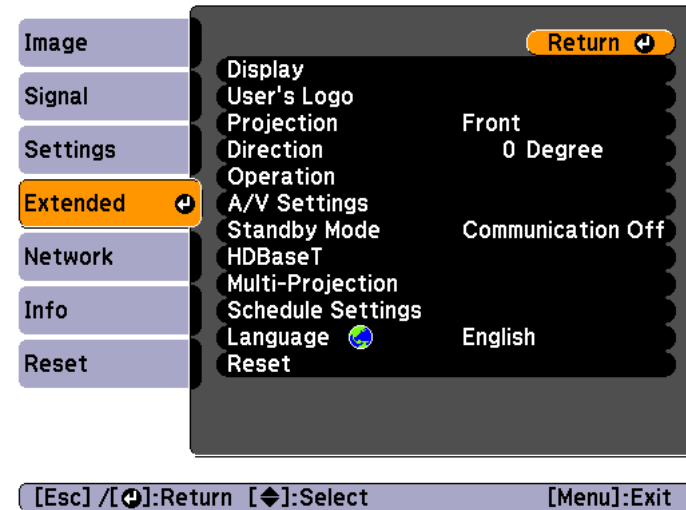 Image
Signal
Settings
Extended
Network
Info
Reset
Return
Display
User's Logo
Projection Front
Direction 0 Degree
Operation
A/V Settings
Standby Mode Communication Off
HDBaseT
Multi-Projection
Schedule Settings
Language English
Reset
[Esc] /[⏎]:Return [◆]:Select [Menu]:Exit